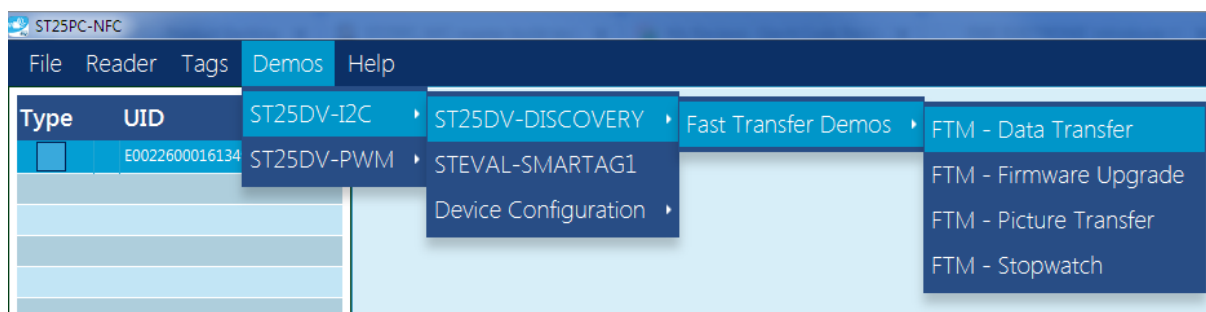 ST25PC-NFC
File Reader Tags Demos Help
Type UID
E0022600016134
ST25DV-I2C
ST25DV-PWM
ST25DV-DISCOVERY
STEVAL-SMARTAG1
Device Configuration
Fast Transfer Demos
FTM - Data Transfer
FTM - Firmware Upgrade
FTM - Picture Transfer
FTM - Stopwatch